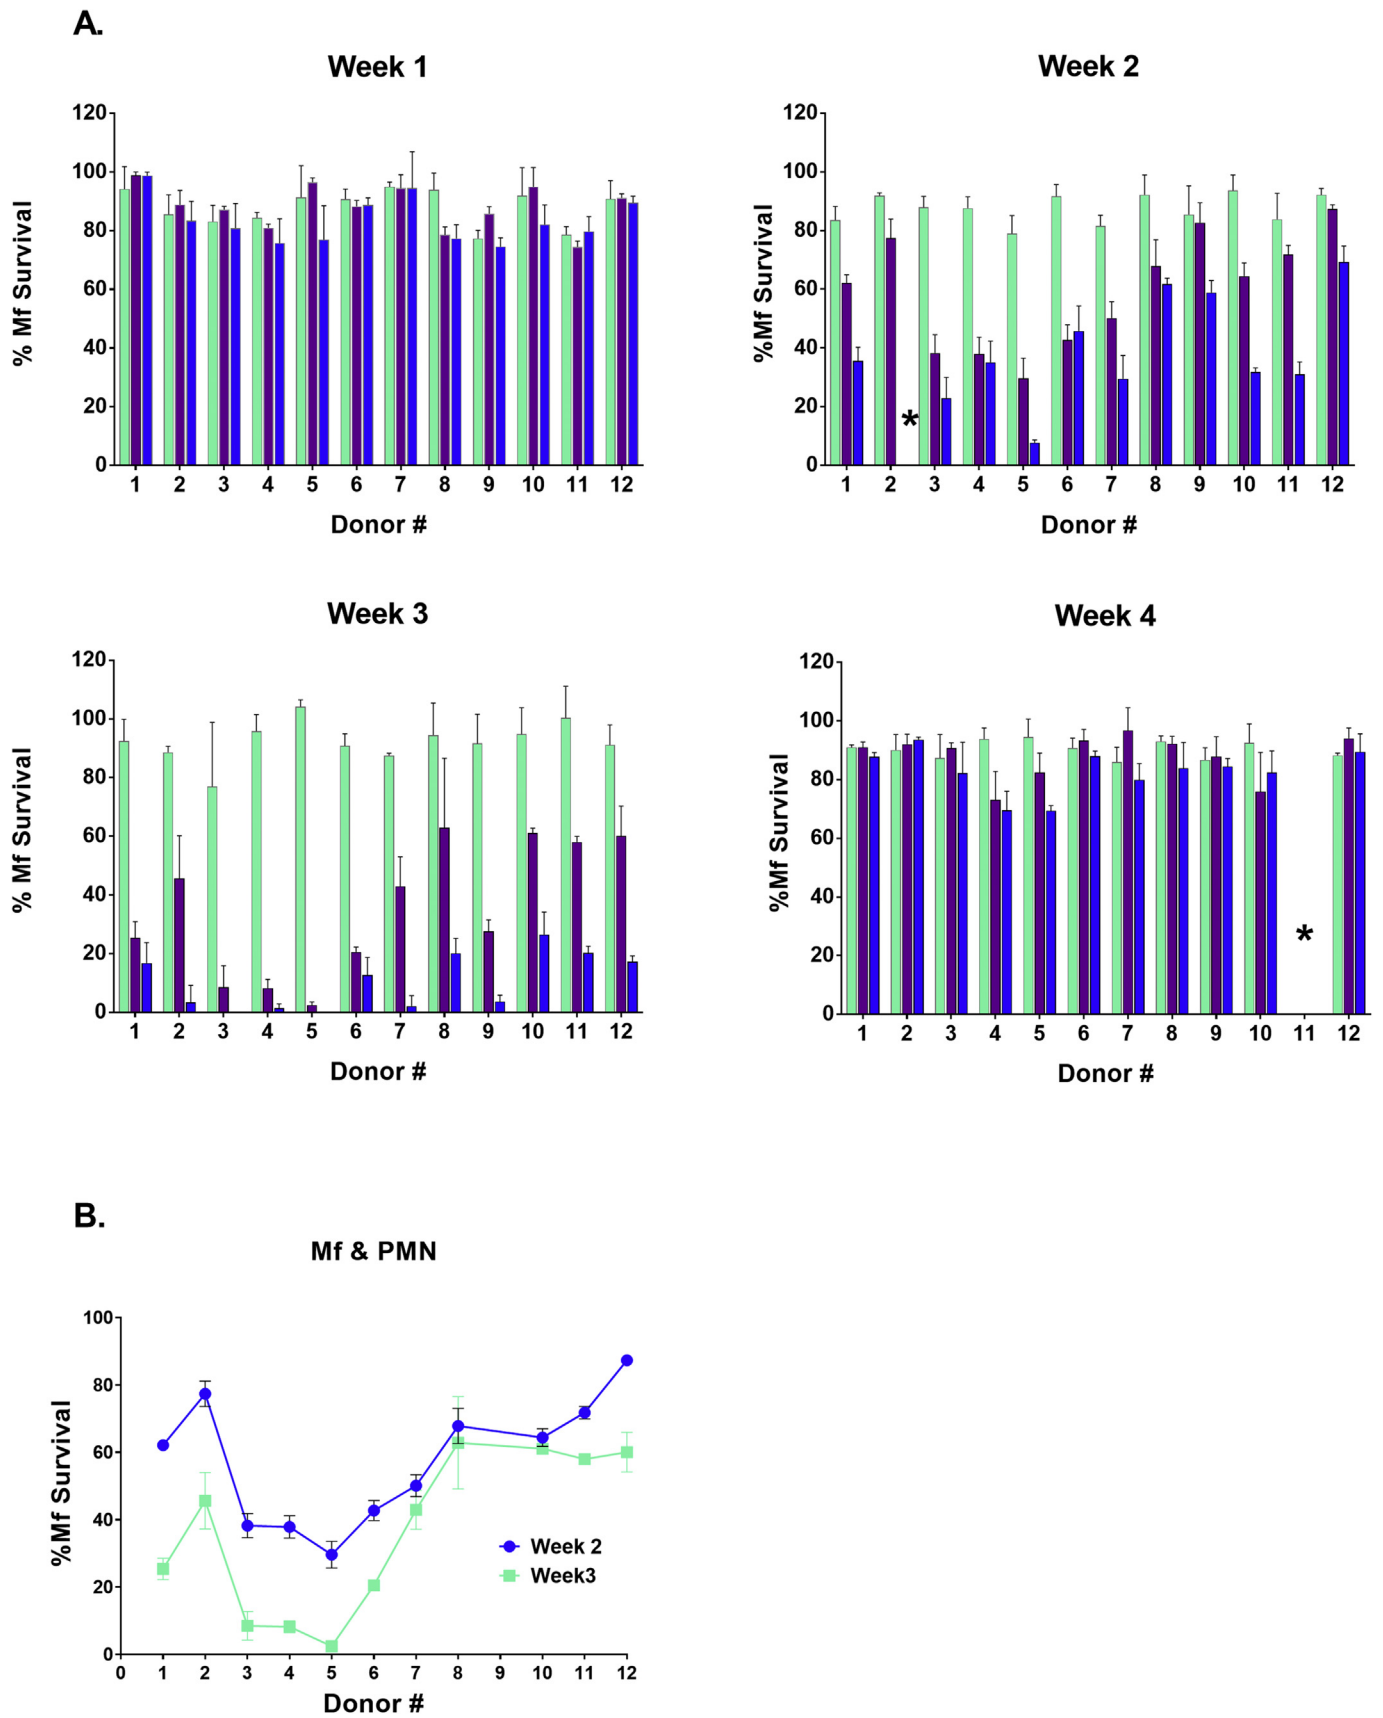 A.
Week 1
% Mf Survival
120
100
80
60
40
20
0
1 2 3 4 5 6 7 8 9 10 11 12
Donor #
Week 2
%Mf Survival
120
100
80
60
40
20
0
*
1 2 3 4 5 6 7 8 9 10 11 12
Donor #
Week 3
% Mf Survival
120
100
80
60
40
20
0
1 2 3 4 5 6 7 8 9 10 11 12
Donor #
Week 4
%Mf Survival
120
100
80
60
40
20
0
*
1 2 3 4 5 6 7 8 9 10 11 12
Donor #
B.
Mf & PMN
%Mf Survival
100
80
60
40
20
0
Week 2
Week3
0 1 2 3 4 5 6 7 8 9 10 11 12
Donor #